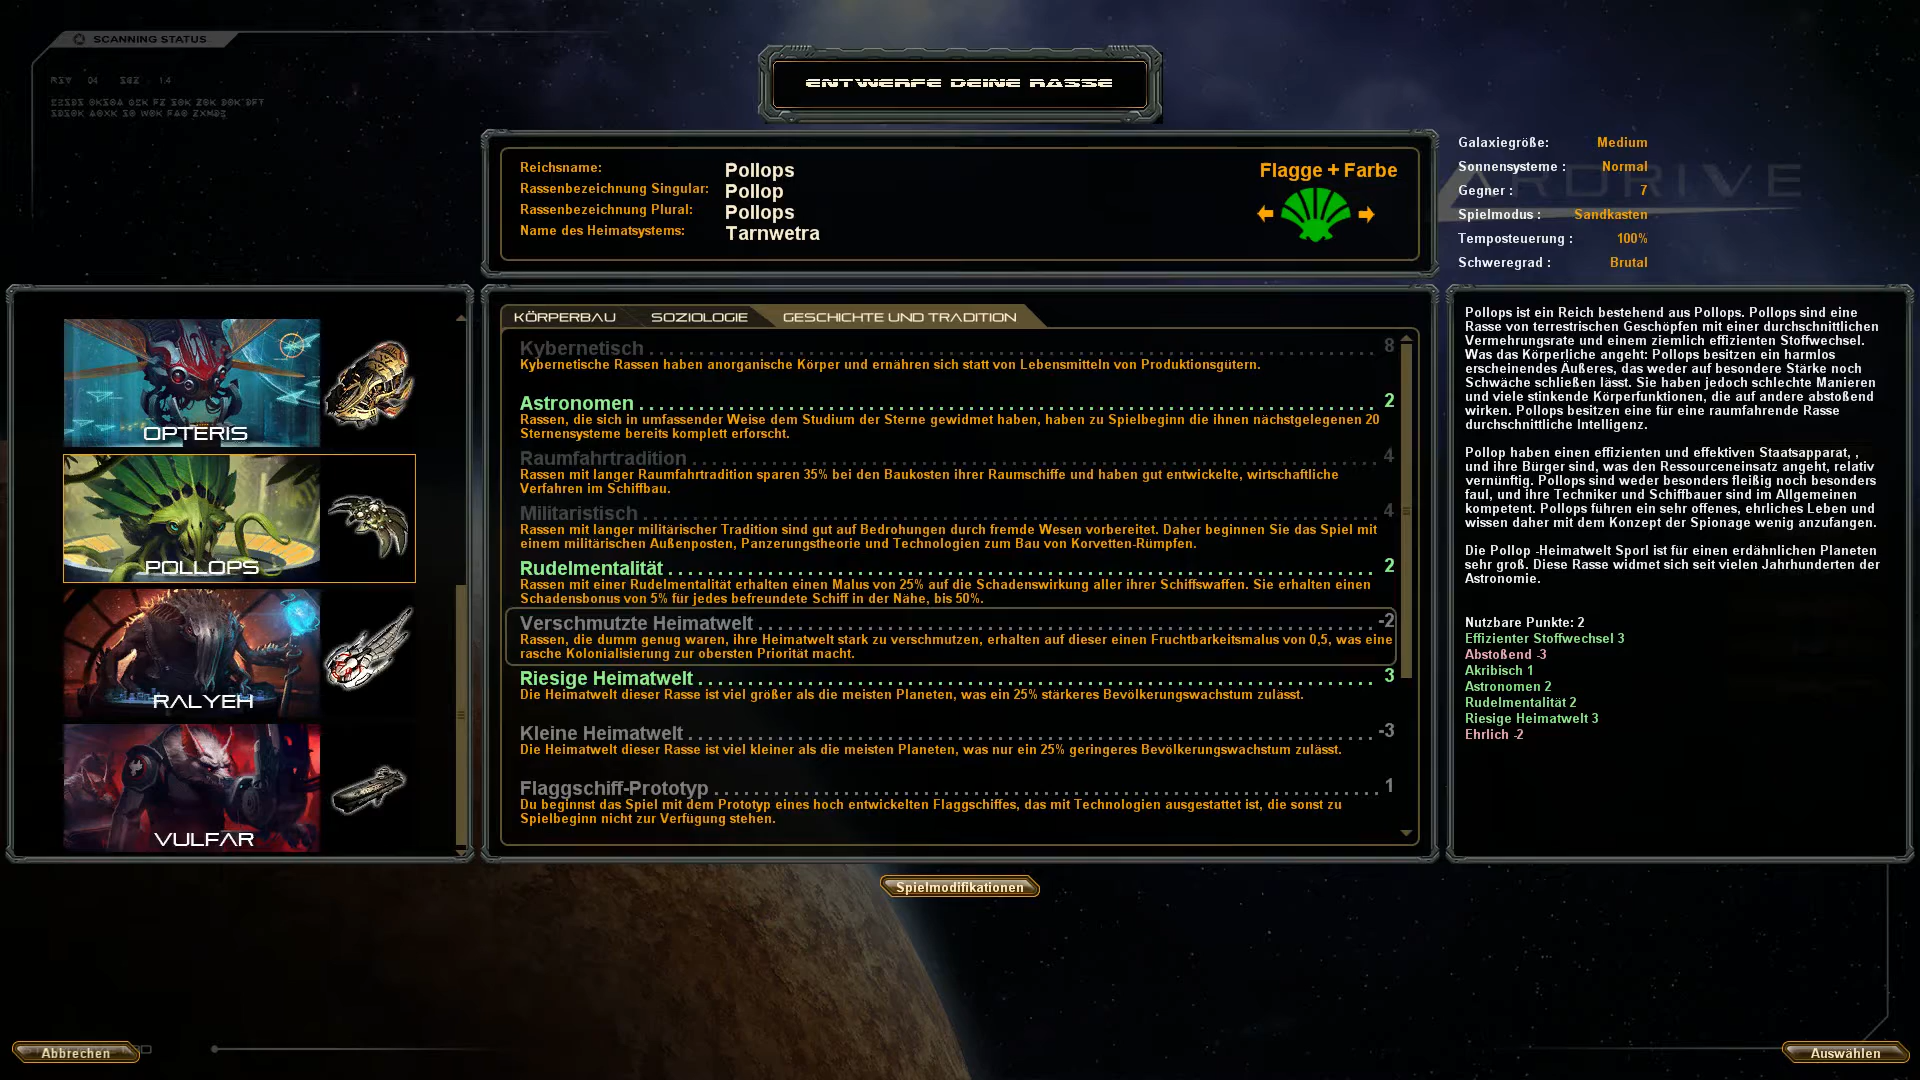 SCANNING STATUS
ENTWERFE DEINE RASSE
Reichsname: Pollops
Rassenbezeichnung Singular: Pollop
Rassenbezeichnung Plural: Pollops
Name des Heimatsystems: Tarnwetra
Flagge + Farbe
Galaxiegröße: Medium
Sonnensysteme : Normal
Gegner : 7
Spielmodus : Sandkasten
Temposteuerung : 100%
Schweregrad : Brutal
OPTERIS
POLLOPS
RALYEH
VULFAR
KÖRPERBAU SOZIOLOGIE GESCHICHTE UND TRADITION
Kybernetisch 8
Kybernetische Rassen haben anorganische Körper und ernähren sich statt von Lebensmitteln von Produktionsgütern.
Astronomen 2
Rassen, die sich in umfassender Weise dem Studium der Sterne gewidmet haben, haben zu Spielbeginn die ihnen nächstgelegenen 20
Sternensysteme bereits komplett erforscht.
Raumfahrtradition 4
Rassen mit langer Raumfahrtradition sparen 35% bei den Baukosten ihrer Raumschiffe und haben gut entwickelte, wirtschaftliche
Verfahren im Schiffbau.
Militaristisch 4
Rassen mit langer militärischer Tradition sind gut auf Bedrohungen durch fremde Wesen vorbereitet. Daher beginnen Sie das Spiel mit
einem militärischen Außenposten, Panzerungstheorie und Technologien zum Bau von Korvetten-Rümpfen.
Rudelmentalität 2
Rassen mit einer Rudelmentalität erhalten einen Malus von 25% auf die Schadenswirkung aller ihrer Schiffswaffen. Sie erhalten einen
Schadensbonus von 5% für jedes befreundete Schiff in der Nähe, bis 50%.
Verschmutzte Heimatwelt -2
Rassen, die dumm genug waren, ihre Heimatwelt stark zu verschmutzen, erhalten auf dieser einen Fruchtbarkeitsmalus von 0,5, was eine
rasche Kolonialisierung zur obersten Priorität macht.
Riesige Heimatwelt 3
Die Heimatwelt dieser Rasse ist viel größer als die meisten Planeten, was ein 25% stärkeres Bevölkerungswachstum zulässt.
Kleine Heimatwelt -3
Die Heimatwelt dieser Rasse ist viel kleiner als die meisten Planeten, was nur ein 25% geringeres Bevölkerungswachstum zulässt.
Flaggschiff-Prototyp 1
Du beginnst das Spiel mit dem Prototyp eines hoch entwickelten Flaggschiffes, das mit Technologien ausgestattet ist, die sonst zu
Spielbeginn nicht zur Verfügung stehen.
Pollops ist ein Reich bestehend aus Pollops. Pollops sind eine
Rasse von terrestrischen Geschöpfen mit einer durchschnittlichen
Vermehrungsrate und einem ziemlich effizienten Stoffwechsel.
Was das Körperliche angeht: Pollops besitzen ein harmlos
erscheinendes Äußeres, das weder auf besondere Stärke noch
Schwäche schließen lässt. Sie haben jedoch schlechte Manieren
und viele stinkende Körperfunktionen, die auf andere abstoßend
wirken. Pollops besitzen eine für eine raumfahrende Rasse
durchschnittliche Intelligenz.
Pollop haben einen effizienten und effektiven Staatsapparat, ,
und ihre Bürger sind, was den Ressourceneinsatz angeht, relativ
vernünftig. Pollops sind weder besonders fleißig noch besonders
faul, und ihre Techniker und Schiffbauer sind im Allgemeinen
kompetent. Pollops führen ein sehr offenes, ehrliches Leben und
wissen daher mit dem Konzept der Spionage wenig anzufangen.
Die Pollop -Heimatwelt Sporl ist für einen erdähnlichen Planeten
sehr groß. Diese Rasse widmet sich seit vielen Jahrhunderten der
Astronomie.
Nutzbare Punkte: 2
Effizienter Stoffwechsel 3
Abstoßend -3
Akribisch 1
Astronomen 2
Rudelmentalität 2
Riesige Heimatwelt 3
Ehrlich -2
Spielmodifikationen
Abbrechen
Auswählen